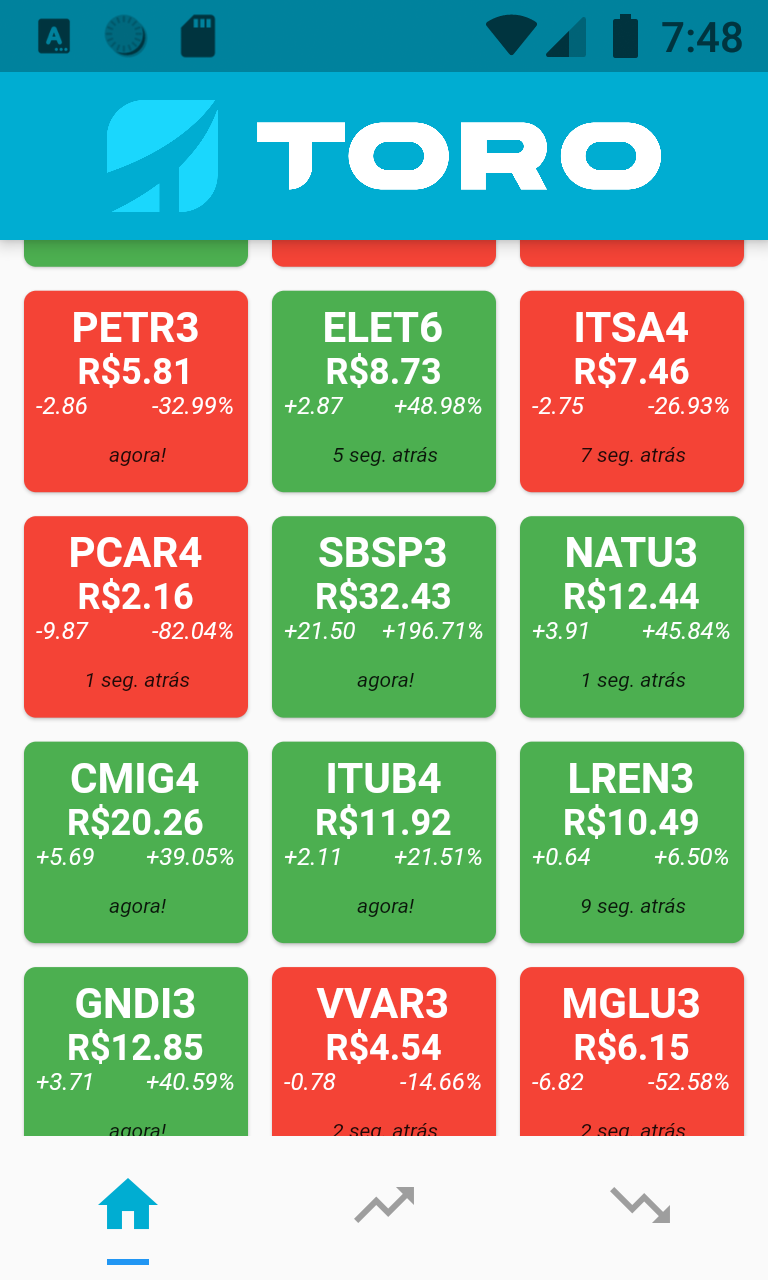 A
7:48
TORO
PETR3 ELET6 ITSA4
R$5.81 R$8.73 R$7.46
-2.86 -32.99% +2.87 +48.98% -2.75 -26.93%
agora! 5 seg. atrás 7 seg. atrás
PCAR4 SBSP3 NATU3
R$2.16 R$32.43 R$12.44
-9.87 -82.04% +21.50 +196.71% +3.91 +45.84%
1 seg. atrás agora! 1 seg. atrás
CMIG4 ITUB4 LREN3
R$20.26 R$11.92 R$10.49
+5.69 +39.05% +2.11 +21.51% +0.64 +6.50%
agora! agora! 9 seg. atrás
GNDI3 VVAR3 MGLU3
R$12.85 R$4.54 R$6.15
+3.71 +40.59% -0.78 -14.66% -6.82 -52.58%
agora! 2 seg. atrás 2 seg. atrás